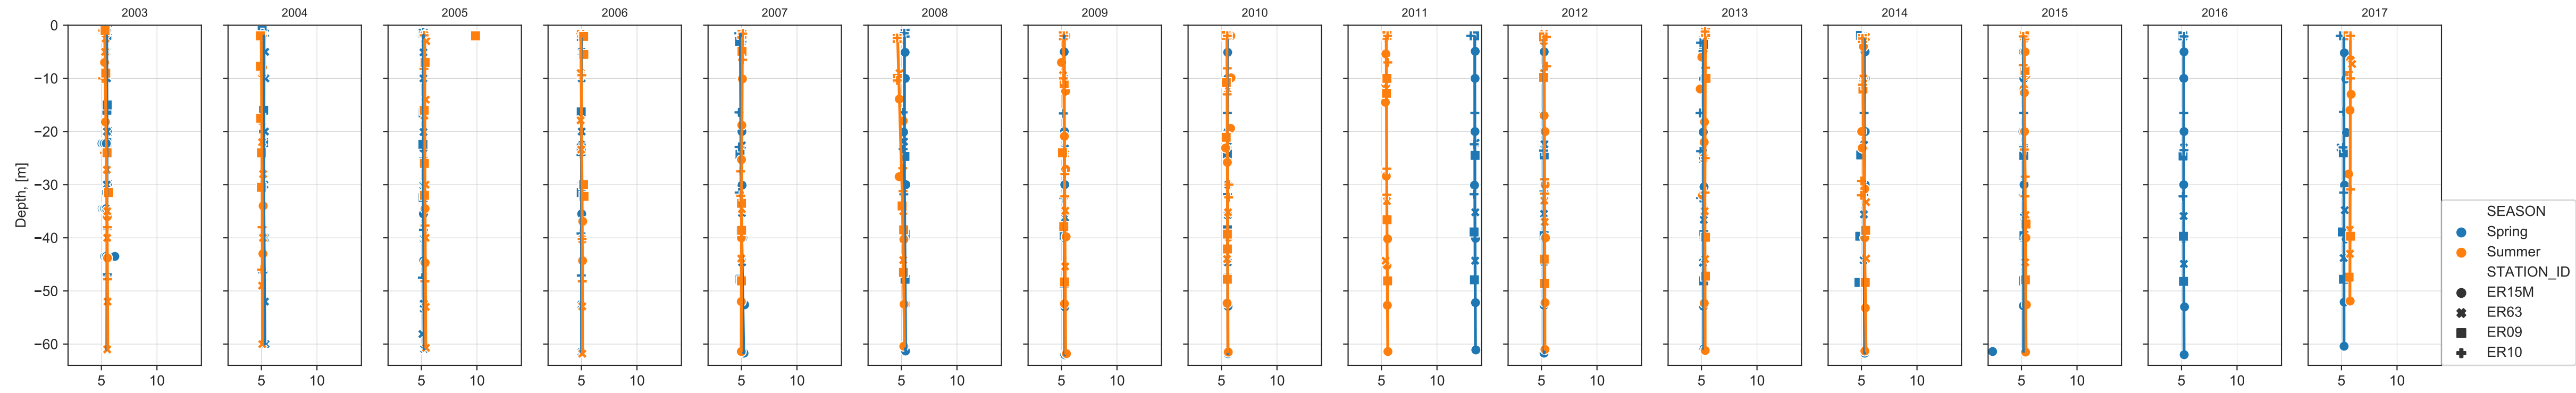 2003 2004 2005 2006 2007 2008 2009 2010 2011 2012 2013 2014 2015 2016 2017
Depth, [m]
0
−10
−20
−30
−40
−50
−60
5 10 5 10 5 10 5 10 5 10 5 10 5 10 5 10 5 10 5 10 5 10 5 10 5 10 5 10 5 10
SEASON
Spring
Summer
STATION_ID
ER15M
ER63
ER09
ER10